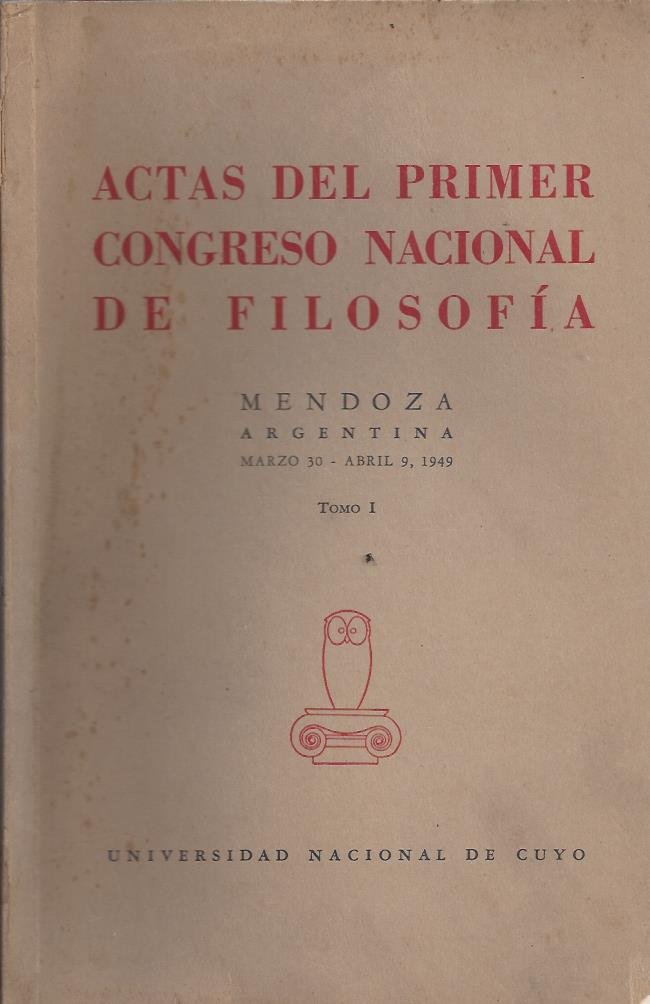 ACTAS DEL PRIMER
CONGRESO NACIONAL
DE FILOSOFÍA
MENDOZA
ARGENTINA
MARZO 30 - ABRIL 9, 1949
TOMO I
UNIVERSIDAD NACIONAL DE CUYO